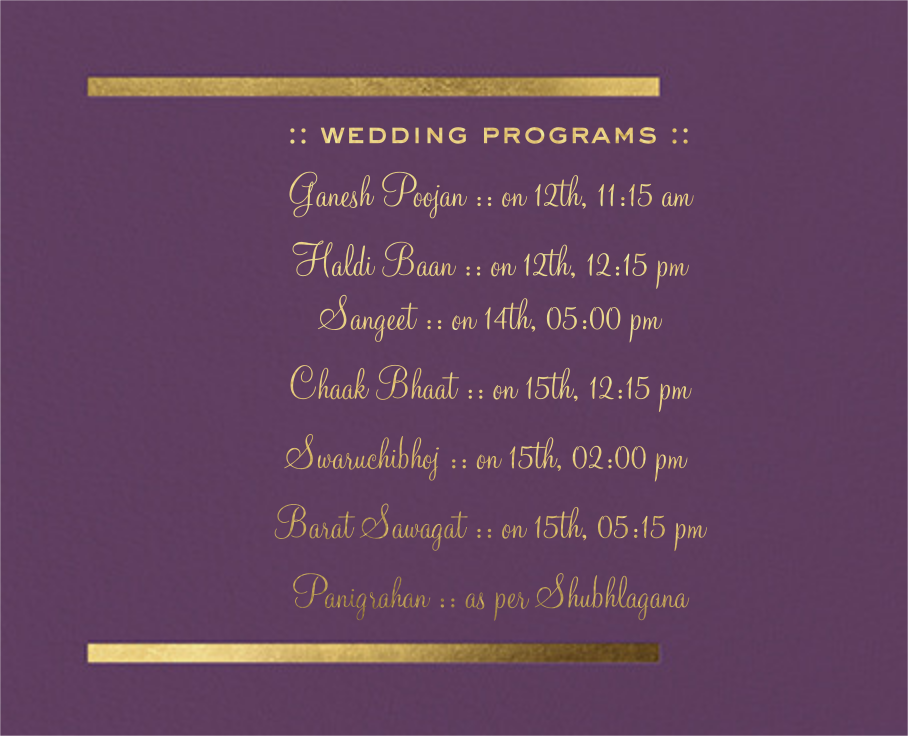 :: WEDDING PROGRAMS ::
Ganesh Poojan :: on 12th, 11:15 am
Haldi Baan :: on 12th, 12:15 pm
Sangeet :: on 14th, 05:00 pm
Chaak Bhaat :: on 15th, 12:15 pm
Swaruchibhoj :: on 15th, 02:00 pm
Barat Sawagat :: on 15th, 05:15 pm
Panigrahan :: as per Shubhlagana